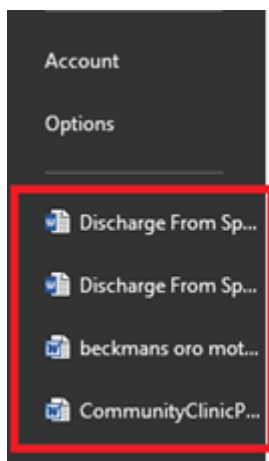 Account
Options
Discharge From Sp...
Discharge From Sp...
beckmans oro mot...
CommunityClinicP...